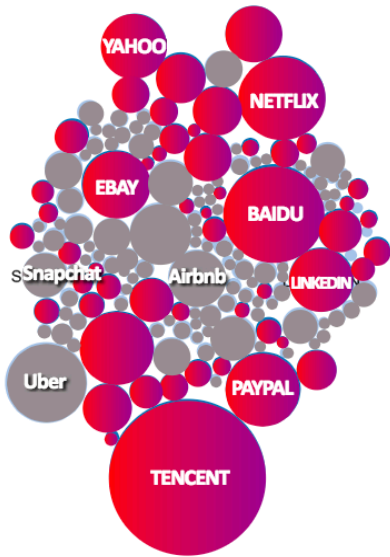 YAHOO
NETFLIX
EBAY
BAIDU
Snapchat
Airbnb
LINKEDIN
Uber
PAYPAL
TENCENT